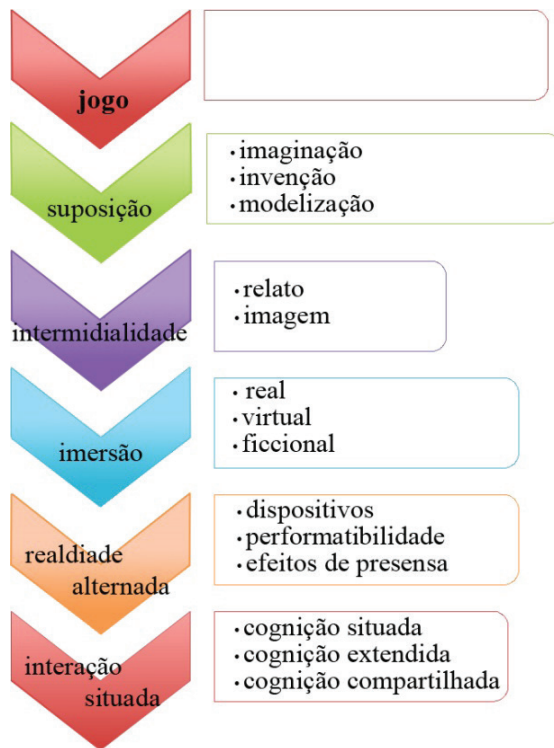 jogo
suposição
· imaginação
· invenção
· modelização
intermidialidade
· relato
· imagem
imersão
· real
· virtual
· ficcional
realdiade
alternada
· dispositivos
· performatibilidade
· efeitos de presensa
interação
situada
· cognição situada
· cognição extendida
· cognição compartilhada